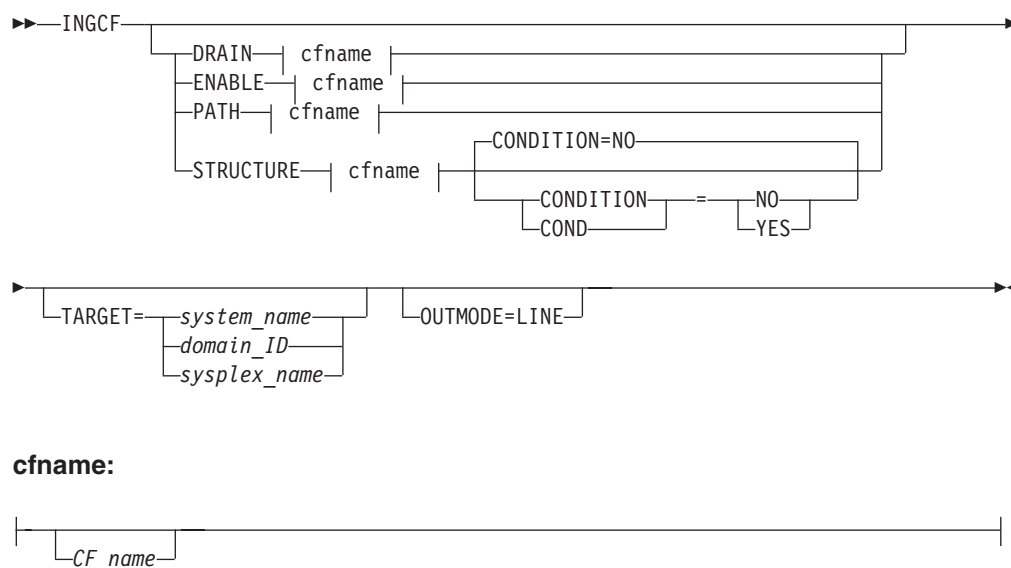 INGCF
DRAIN cfname
ENABLE cfname
PATH cfname
CONDITION=NO
STRUCTURE cfname
CONDITION = NO
COND YES
TARGET= system_name OUTMODE=LINE
domain_ID
sysplex_name
cfname:
CF name